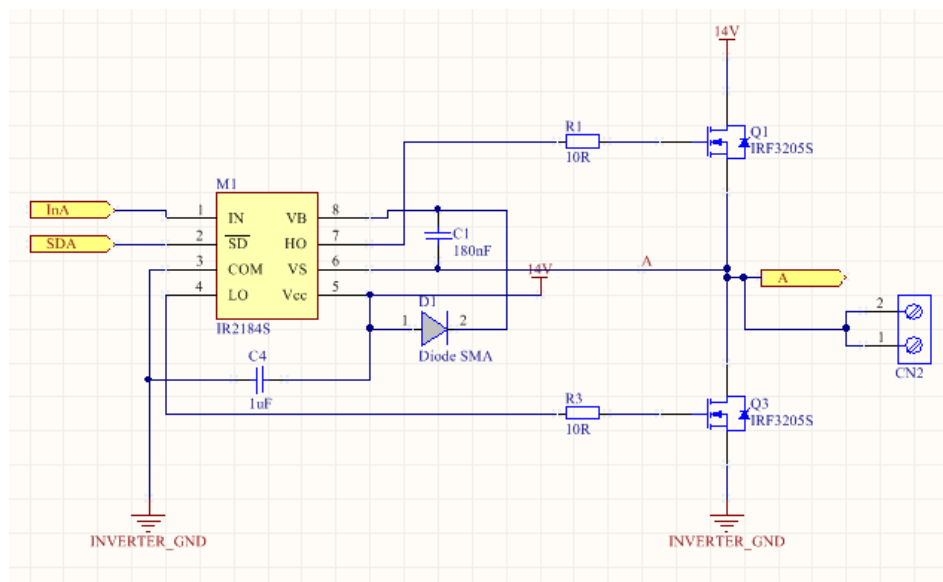 14V
R1
Q1
10R
IRF3205S
M1
InA
1
IN
VB
8
C1
SDA
2
SD
HO
7
180nF
3
COM
VS
6
14V
A
A
4
LO
Vcc
5
D1
2
IR2184S
1
2
1
C4
Diode SMA
CN2
1uF
R3
Q3
10R
IRF3205S
INVERTER_GND
INVERTER_GND